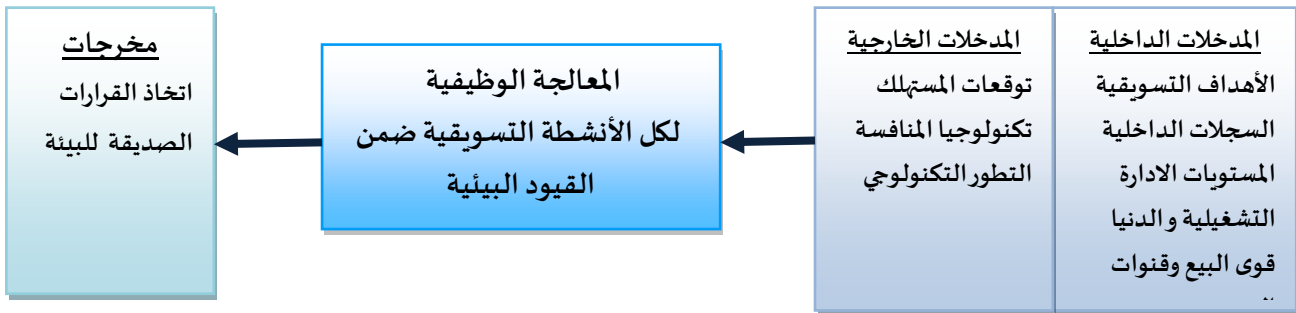 المدخلات الداخلية
الأهداف التسويقية
السجلات الداخلية
المستويات الادارة
التشغيلية والدنيا
قوى البيع وقنوات
المدخلات الخارجية
توقعات المستهلك
تكنولوجيا المنافسة
التطور التكنولوجي
المعالجة الوظيفية
لكل الأنشطة التسويقية ضمن
القيود البيئية
مخرجات
اتخاذ القرارات
الصديقة للبيئة